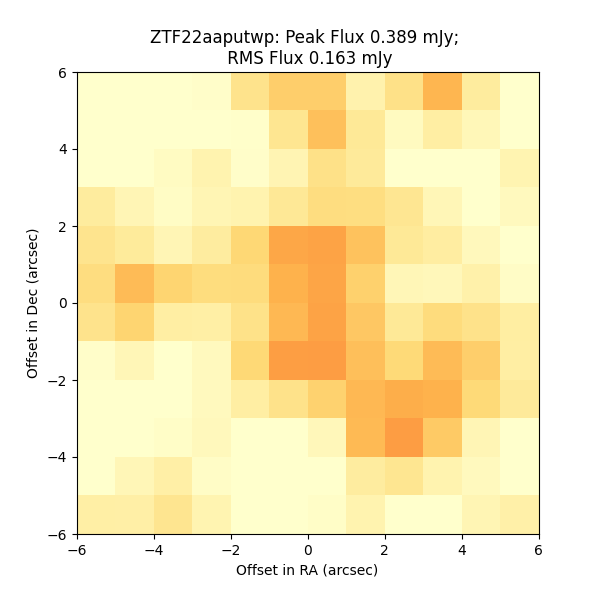 ZTF22aaputwp: Peak Flux 0.389 mJy;
RMS Flux 0.163 mJy
6
4
2
0
−2
−4
−6
Offset in Dec (arcsec)
−6 −4 −2 0 2 4 6
Offset in RA (arcsec)